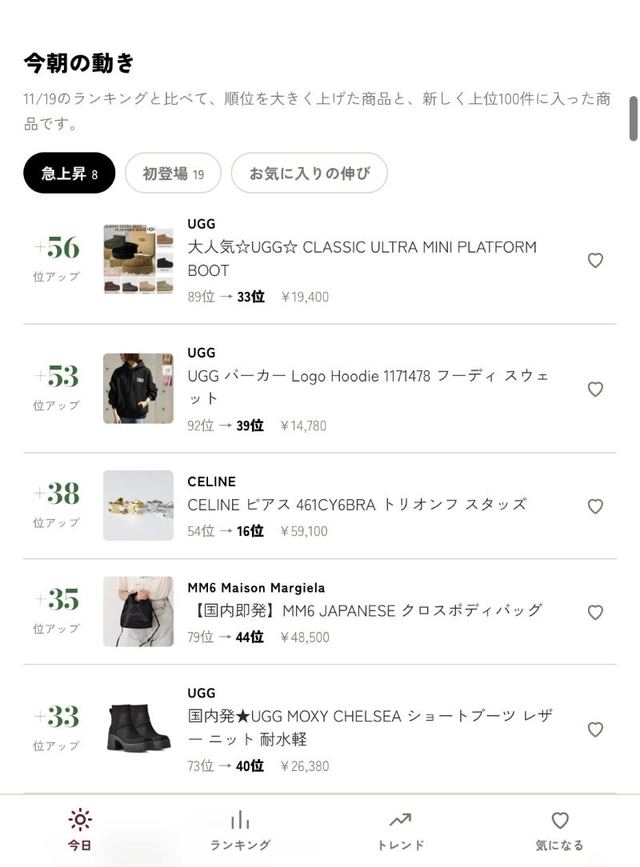 今朝の動き
11/19のランキングと比べて、順位を大きく上げた商品と、新しく上位100件に入った商
品です。
急上昇 8
初登場 19
お気に入りの伸び
+56
位アップ
UGG
大人気☆UGG☆ CLASSIC ULTRA MINI PLATFORM
BOOT
89位 → 33位 ¥19,400
+53
位アップ
UGG
UGG パーカー Logo Hoodie 1171478 フーディ スウェ
ット
92位 → 39位 ¥14,780
+38
位アップ
CELINE
CELINE ピアス 461CY6BRA トリオンフ スタッズ
54位 → 16位 ¥59,100
+35
位アップ
MM6 Maison Margiela
【国内即発】MM6 JAPANESE クロスボディバッグ
79位 → 44位 ¥48,500
+33
位アップ
UGG
国内発★UGG MOXY CHELSEA ショートブーツ レザ
ー ニット 耐水軽
73位 → 40位 ¥26,380
今日
ランキング
トレンド
気になる